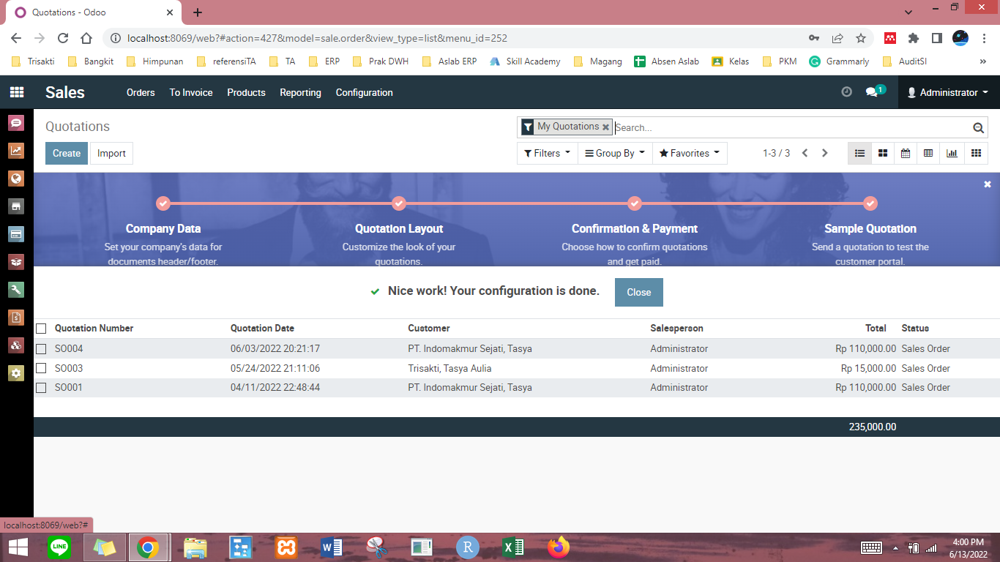 Quotations - Odoo
localhost:8069/web?#action=427&model=sale.order&view_type=list&menu_id=252
Trisakti Bangkit Himpunan referensiTA TA ERP Prak DWH Aslab ERP Skill Academy Magang Absen Aslab Kelas PKM Grammarly AuditSI »
Sales Orders To Invoice Products Reporting Configuration 1 Administrator
Quotations My Quotations Search...
Create Import Filters Group By Favorites 1-3 / 3
Company Data Quotation Layout Confirmation & Payment Sample Quotation
Set your company's data for Customize the look of your Choose how to confirm quotations Send a quotation to test the
documents header/footer. quotations. and get paid. customer portal.
Nice work! Your configuration is done. Close
Quotation Number Quotation Date Customer Salesperson Total Status
SO004 06/03/2022 20:21:17 PT. Indomakmur Sejati, Tasya Administrator Rp 110,000.00 Sales Order
SO003 05/24/2022 21:11:06 Trisakti, Tasya Aulia Administrator Rp 15,000.00 Sales Order
SO001 04/11/2022 22:48:44 PT. Indomakmur Sejati, Tasya Administrator Rp 110,000.00 Sales Order
235,000.00
localhost:8069/web?#
LINE
4:00 PM
6/13/2022